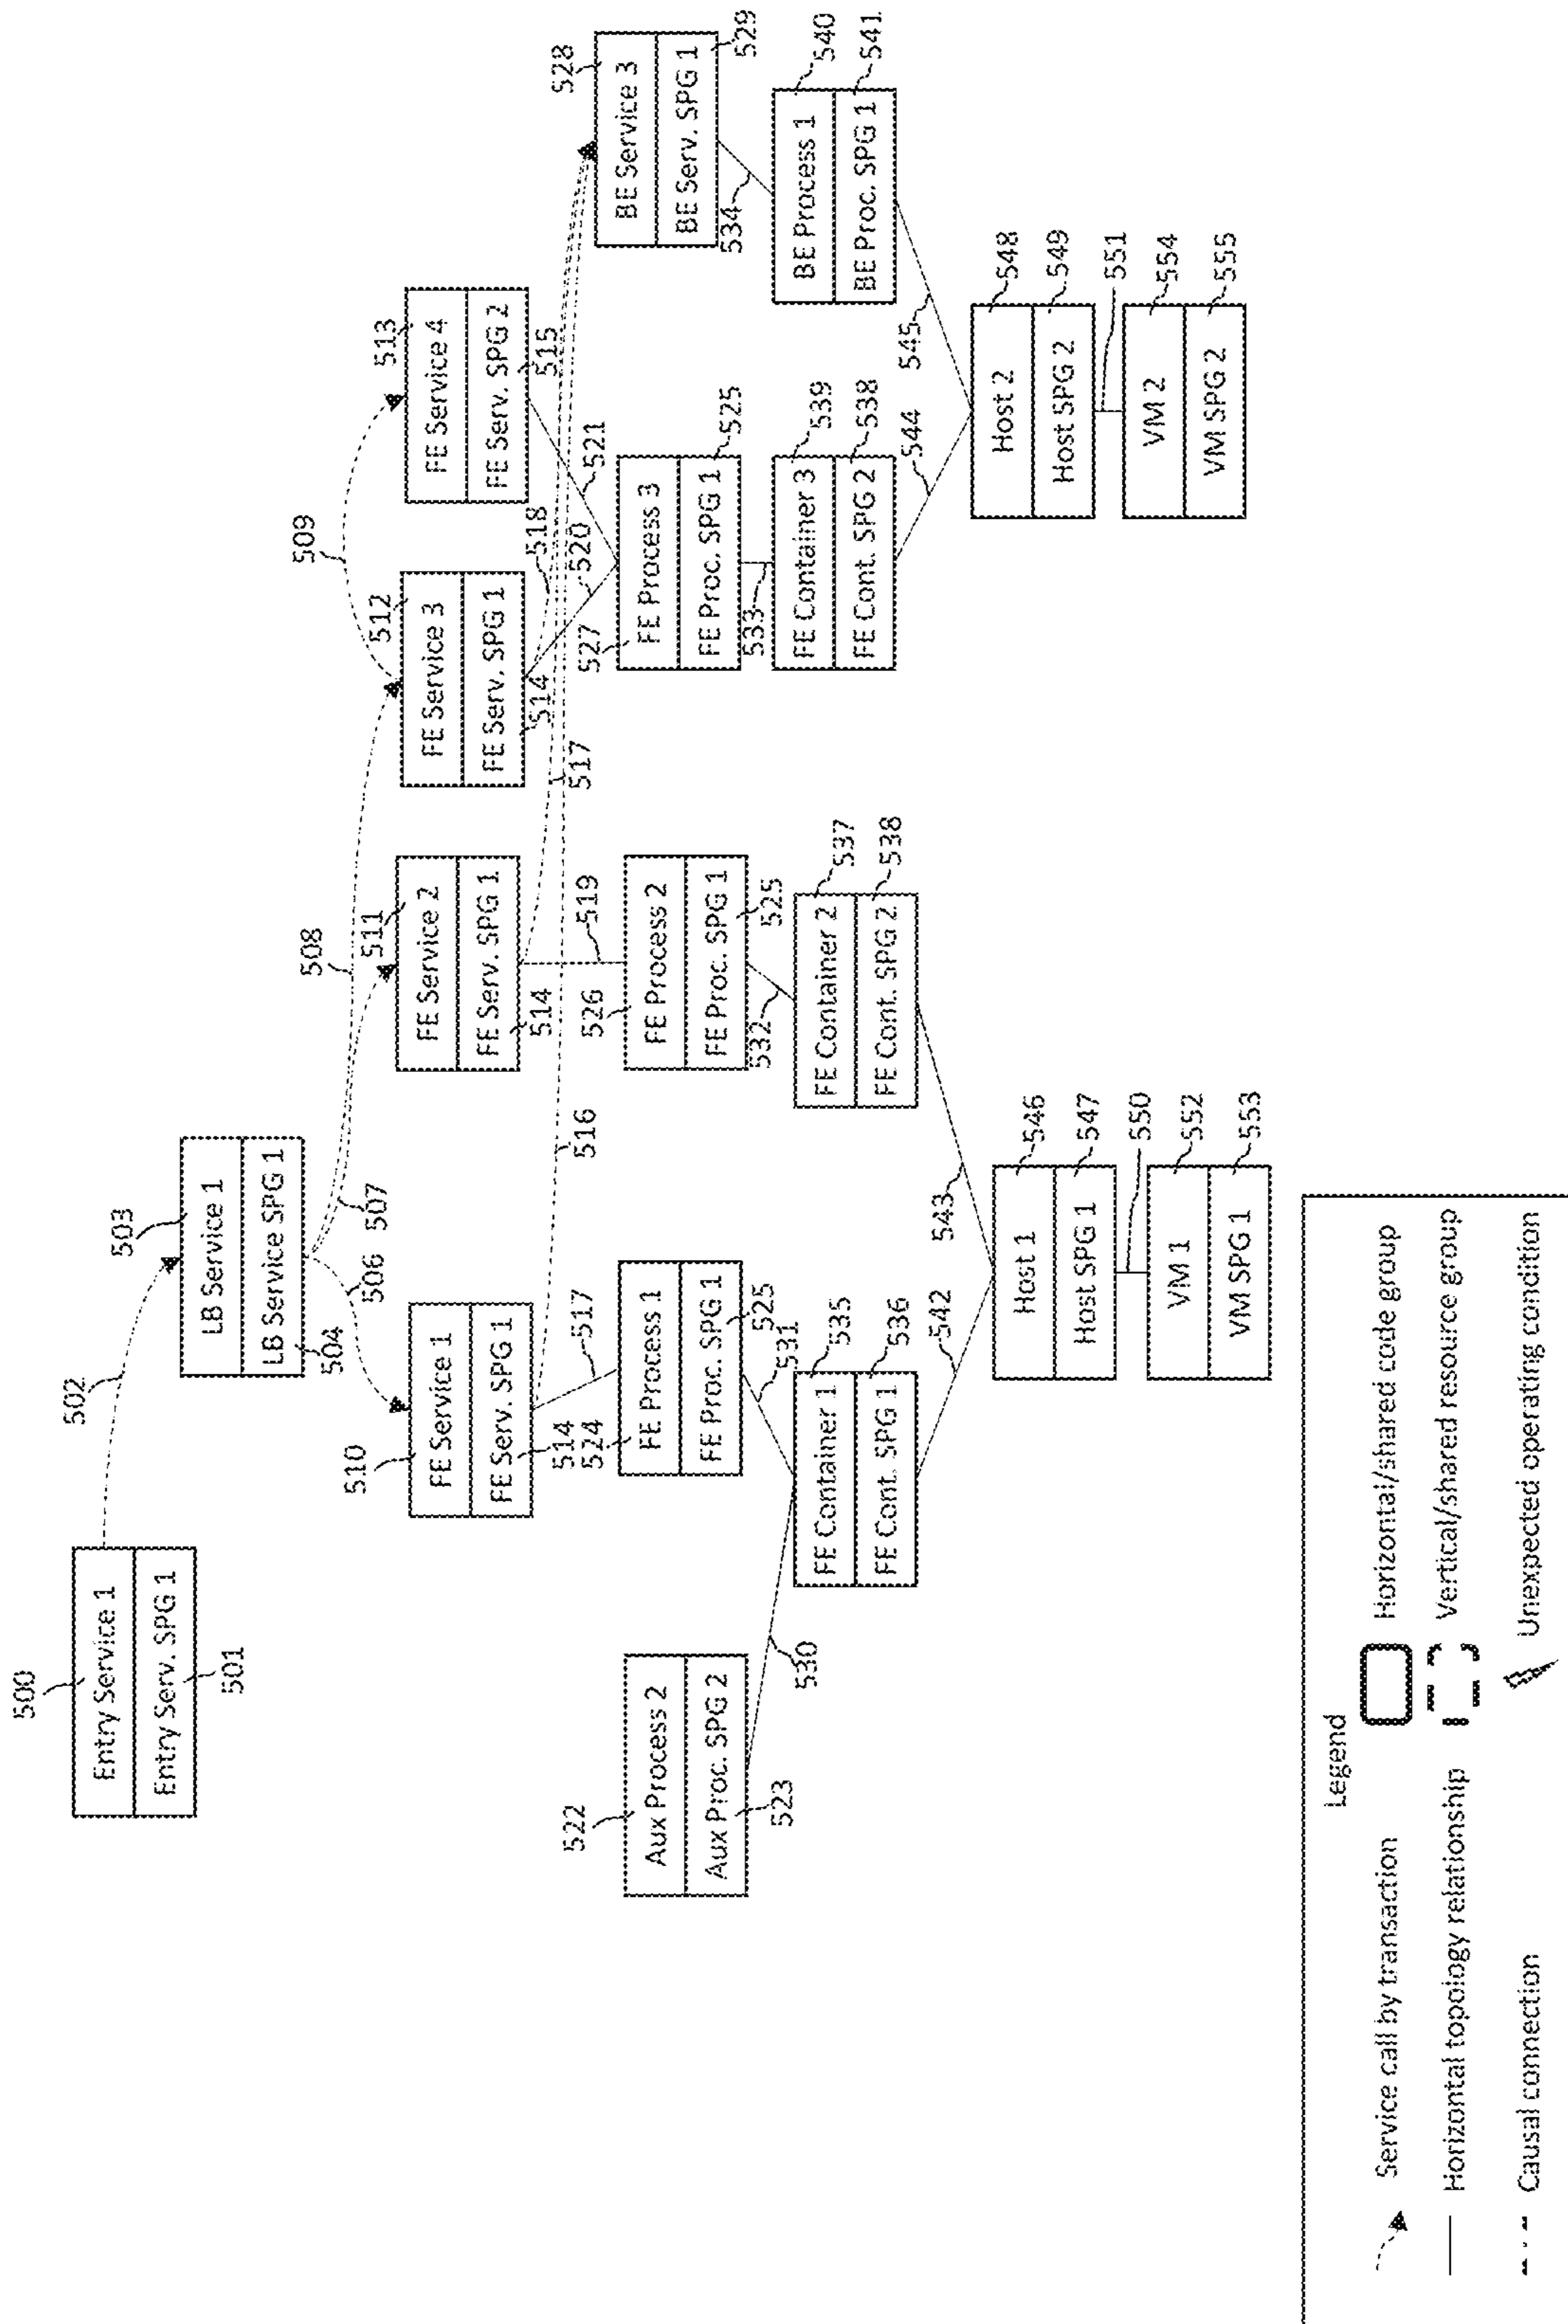 500
Entry Service 1
Entry Serv. SPG 1
501
502
503
LB Service 1
LB Service SPG 1
504
506
507
508
509
510
FE Service 1
FE Serv. SPG 1
514
511
FE Service 2
FE Serv. SPG 1
514
512
FE Service 3
FE Serv. SPG 1
514
513
FE Service 4
FE Serv. SPG 2
515
516
517
518
517
519
520
521
528
BE Service 3
BE Serv. SPG 1
529
522
Aux Process 2
Aux Proc. SPG 2
523
524
FE Process 1
FE Proc. SPG 1
525
526
FE Process 2
FE Proc. SPG 1
525
527
FE Process 3
FE Proc. SPG 1
525
530
531
532
533
534
FE Container 1
535
FE Cont. SPG 1
536
FE Container 2
537
FE Cont. SPG 2
538
FE Container 3
539
FE Cont. SPG 2
538
BE Process 1
540
BE Proc. SPG 1
541
542
543
544
545
Host 1
546
Host SPG 1
547
550
VM 1
552
VM SPG 1
553
Host 2
548
Host SPG 2
549
551
VM 2
554
VM SPG 2
555
Legend
Service call by transaction
Horizontal/shared code group
Horizontal topology relationship
Vertical/shared resource group
Causal connection
Unexpected operating condition